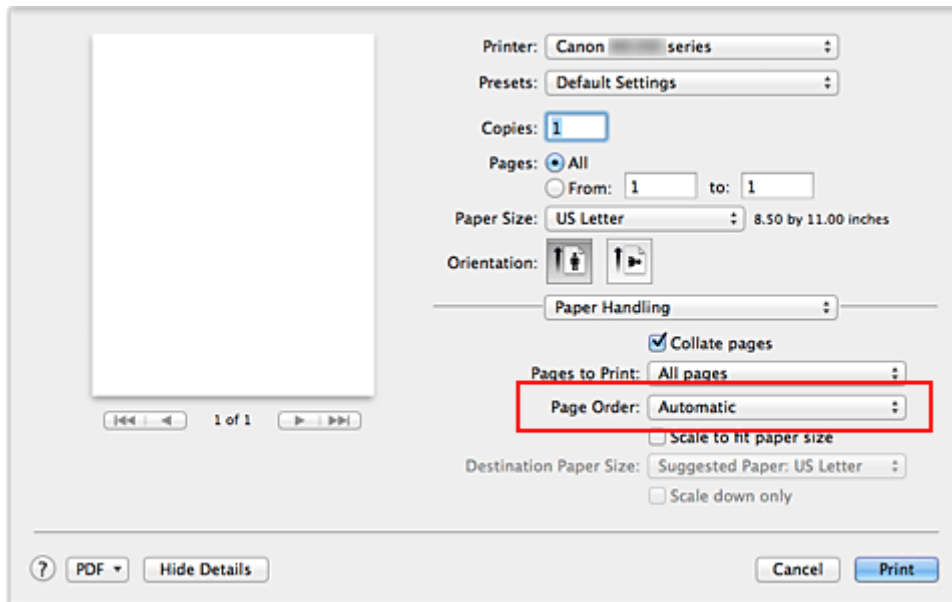 Printer: Canon series
Presets: Default Settings
Copies: 1
Pages: All
From: 1 to: 1
Paper Size: US Letter 8.50 by 11.00 inches
Orientation:
Paper Handling
Collate pages
Pages to Print: All pages
Page Order: Automatic
Scale to fit paper size
Destination Paper Size: Suggested Paper: US Letter
Scale down only
1 of 1
? PDF Hide Details Cancel Print